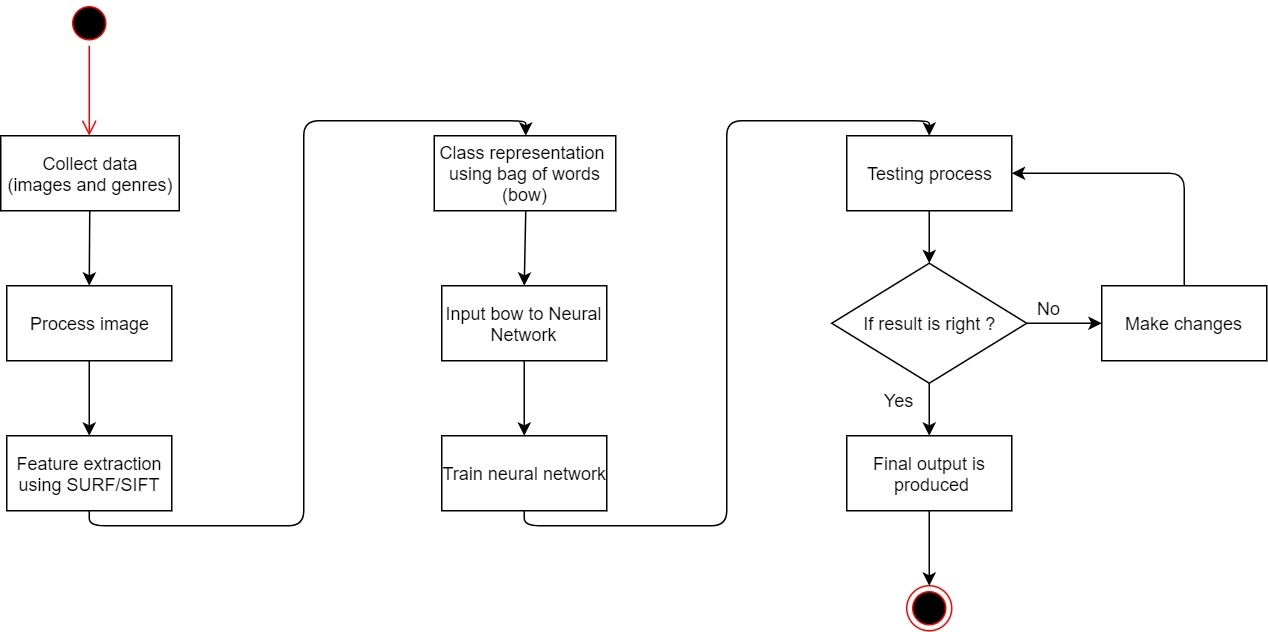 Collect data
(images and genres)
Process image
Feature extraction
using SURF/SIFT
Class representation
using bag of words
(bow)
Input bow to Neural
Network
Train neural network
Testing process
If result is right ?
No
Make changes
Yes
Final output is
produced